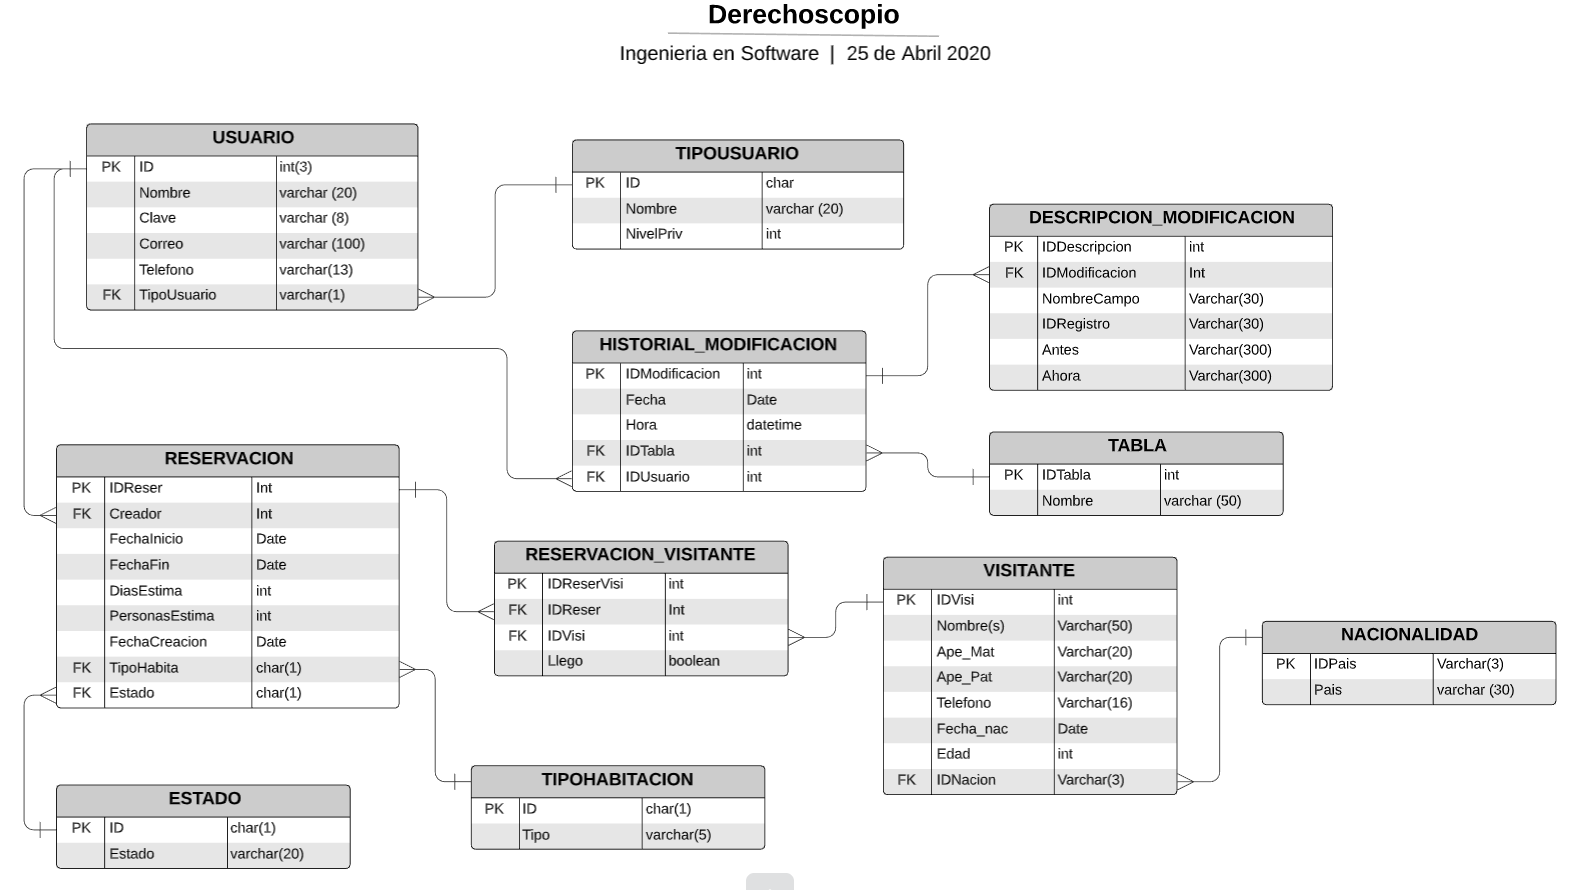 Derechoscopio
Ingenieria en Software | 25 de Abril 2020
USUARIO
PK ID int(3)
Nombre varchar (20)
Clave varchar (8)
Correo varchar (100)
Telefono varchar(13)
FK TipoUsuario varchar(1)
TIPOUSUARIO
PK ID char
Nombre varchar (20)
NivelPriv int
DESCRIPCION_MODIFICACION
PK IDDescripcion int
FK IDModificacion Int
NombreCampo Varchar(30)
IDRegistro Varchar(30)
Antes Varchar(300)
Ahora Varchar(300)
HISTORIAL_MODIFICACION
PK IDModificacion int
Fecha Date
Hora datetime
FK IDTabla int
FK IDUsuario int
TABLA
PK IDTabla int
Nombre varchar (50)
RESERVACION
PK IDReser Int
FK Creador Int
FechaInicio Date
FechaFin Date
DiasEstima int
PersonasEstima int
FechaCreacion Date
FK TipoHabita char(1)
FK Estado char(1)
RESERVACION_VISITANTE
PK IDReserVisi int
FK IDReser Int
FK IDVisi int
Llego boolean
VISITANTE
PK IDVisi int
Nombre(s) Varchar(50)
Ape_Mat Varchar(20)
Ape_Pat Varchar(20)
Telefono Varchar(16)
Fecha_nac Date
Edad int
FK IDNacion Varchar(3)
NACIONALIDAD
PK IDPais Varchar(3)
Pais varchar (30)
TIPOHABITACION
PK ID char(1)
Tipo varchar(5)
ESTADO
PK ID char(1)
Estado varchar(20)